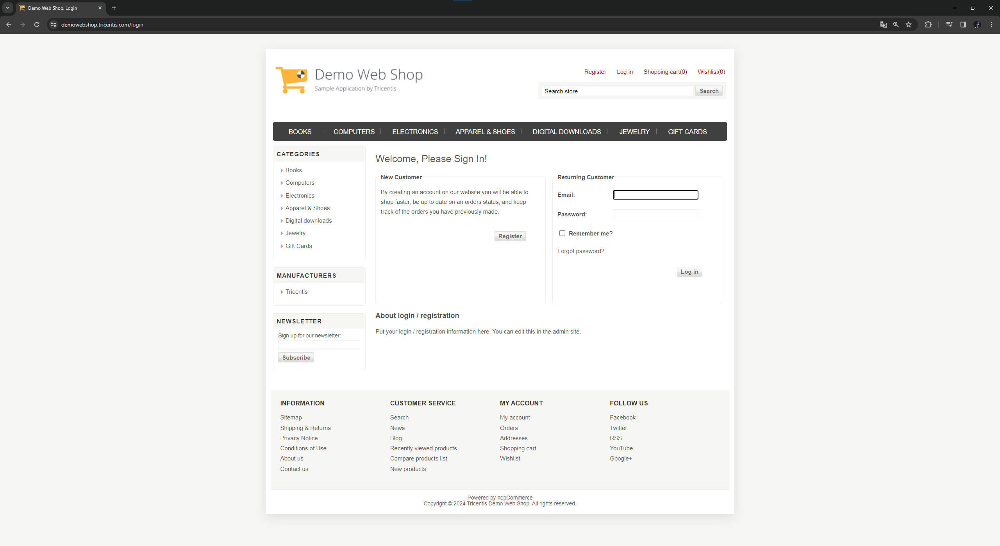 Demo Web Shop. Login
demowebshop.tricentis.com/login
Demo Web Shop
Sample Application by Tricentis
Register Log in Shopping cart(0) Wishlist(0)
Search store Search
BOOKS COMPUTERS ELECTRONICS APPAREL & SHOES DIGITAL DOWNLOADS JEWELRY GIFT CARDS
CATEGORIES
Books
Computers
Electronics
Apparel & Shoes
Digital downloads
Jewelry
Gift Cards
MANUFACTURERS
Tricentis
NEWSLETTER
Sign up for our newsletter:
Subscribe
Welcome, Please Sign In!
New Customer
By creating an account on our website you will be able to
shop faster, be up to date on an orders status, and keep
track of the orders you have previously made.
Register
Returning Customer
Email:
Password:
Remember me?
Forgot password?
Log in
About login / registration
Put your login / registration information here. You can edit this in the admin site.
INFORMATION
Sitemap
Shipping & Returns
Privacy Notice
Conditions of Use
About us
Contact us
CUSTOMER SERVICE
Search
News
Blog
Recently viewed products
Compare products list
New products
MY ACCOUNT
My account
Orders
Addresses
Shopping cart
Wishlist
FOLLOW US
Facebook
Twitter
RSS
YouTube
Google+
Powered by nopCommerce
Copyright © 2024 Tricentis Demo Web Shop. All rights reserved.